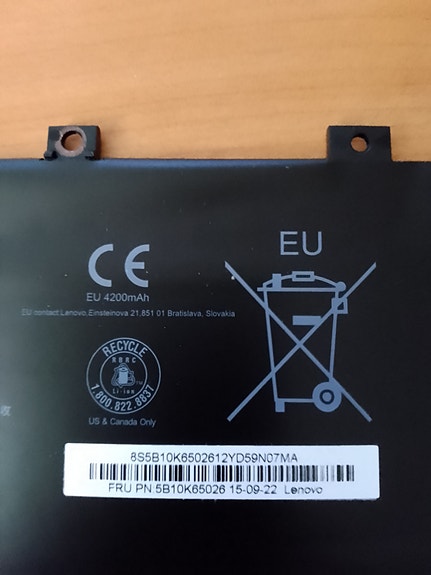 EU
CE
EU 4200mAh
EU contact:Lenovo,Einsteinova 21,851 01 Bratislava, Slovakia
RECYCLE
RBRC
Li-ion
TM
1.800.822.8837
US & Canada Only
8S5B10K6502612YD59N07MA
FRU PN 5B10K65026 15-09-22 Lenovo